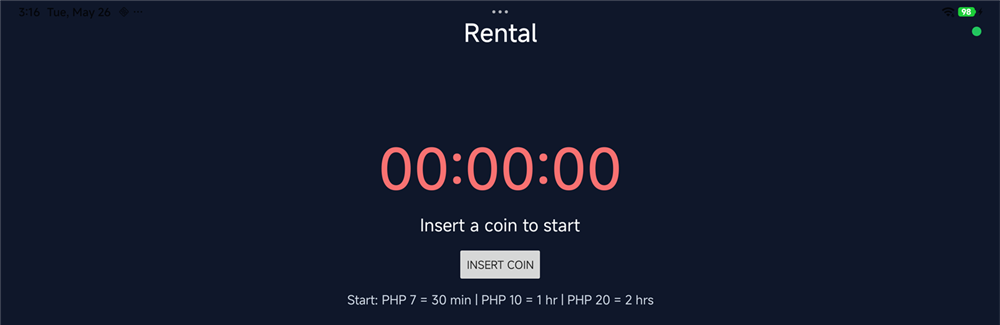 3:16 Tue, May 26 98
Rental
00:00:00
Insert a coin to start
INSERT COIN
Start: PHP 7 = 30 min | PHP 10 = 1 hr | PHP 20 = 2 hrs